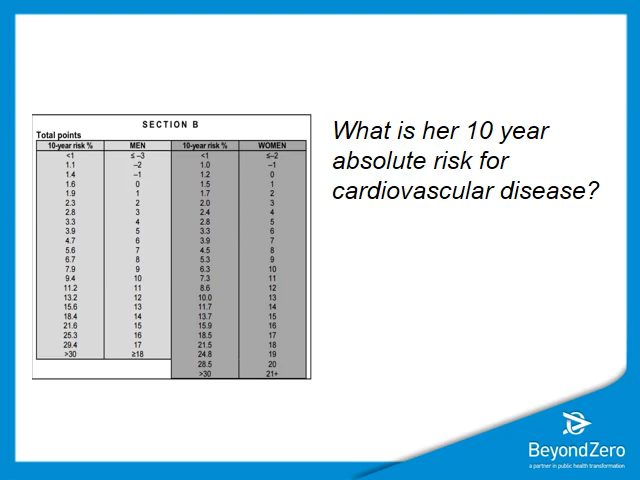 SECTION B
Total points
10-year risk % MEN 10-year risk % WOMEN
<1 ≤ –3 <1 ≤–2
1.1 –2 1.0 –1
1.4 –1 1.2 0
1.6 0 1.5 1
1.9 1 1.7 2
2.3 2 2.0 3
2.8 3 2.4 4
3.3 4 2.8 5
3.9 5 3.3 6
4.7 6 3.9 7
5.6 7 4.5 8
6.7 8 5.3 9
7.9 9 6.3 10
9.4 10 7.3 11
11.2 11 8.6 12
13.2 12 10.0 13
15.6 13 11.7 14
18.4 14 13.7 15
21.6 15 15.9 16
25.3 16 18.5 17
29.4 17 21.5 18
>30 ≥18 24.8 19
28.5 20
>30 21+
What is her 10 year
absolute risk for
cardiovascular disease?
BeyondZero
a partner in public health transformation